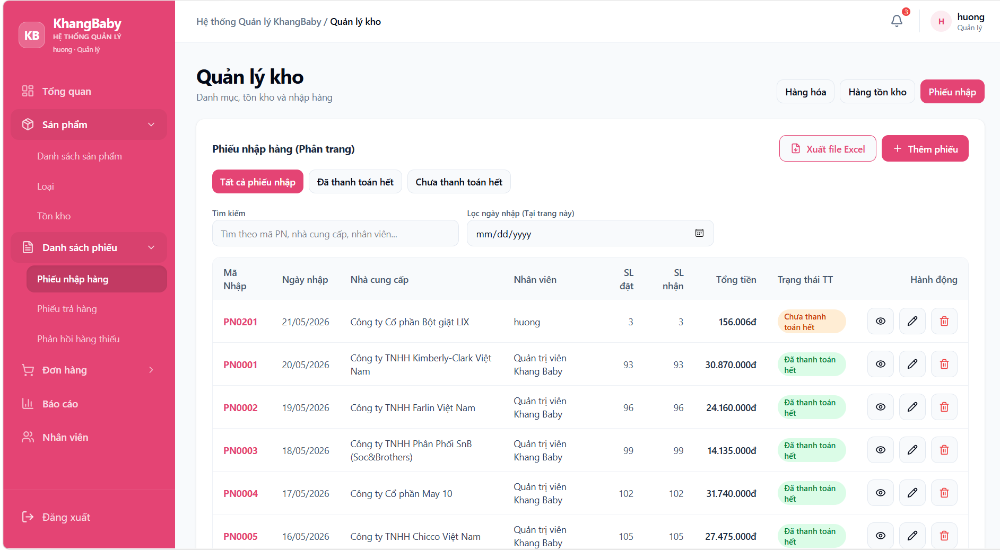 KB
KhangBaby
HỆ THỐNG QUẢN LÝ
huong · Quản lý
Tổng quan
Sản phẩm
Danh sách sản phẩm
Loại
Tồn kho
Danh sách phiếu
Phiếu nhập hàng
Phiếu trả hàng
Phản hồi hàng thiếu
Đơn hàng
Báo cáo
Nhân viên
Đăng xuất
Hệ thống Quản lý KhangBaby / Quản lý kho
3
H
huong
Quản lý
Quản lý kho
Danh mục, tồn kho và nhập hàng
Hàng hóa
Hàng tồn kho
Phiếu nhập
Phiếu nhập hàng (Phân trang)
Xuất file Excel
+ Thêm phiếu
Tất cả phiếu nhập
Đã thanh toán hết
Chưa thanh toán hết
Tìm kiếm
Tìm theo mã PN, nhà cung cấp, nhân viên...
Lọc ngày nhập (Tại trang này)
mm/dd/yyyy
Mã Nhập Ngày nhập Nhà cung cấp Nhân viên SL đặt SL nhận Tổng tiền Trạng thái TT Hành động
PN0201 21/05/2026 Công ty Cổ phần Bột giặt LIX huong 3 3 156.006đ Chưa thanh toán hết
PN0001 20/05/2026 Công ty TNHH Kimberly-Clark Việt Nam Quản trị viên Khang Baby 93 93 30.870.000đ Đã thanh toán hết
PN0002 19/05/2026 Công ty TNHH Farlin Việt Nam Quản trị viên Khang Baby 96 96 24.160.000đ Đã thanh toán hết
PN0003 18/05/2026 Công ty TNHH Phân Phối SnB (Soc&Brothers) Quản trị viên Khang Baby 99 99 14.135.000đ Đã thanh toán hết
PN0004 17/05/2026 Công ty Cổ phần May 10 Quản trị viên Khang Baby 102 102 31.740.000đ Đã thanh toán hết
PN0005 16/05/2026 Công ty TNHH Chicco Việt Nam Quản trị viên Khang Baby 105 105 27.475.000đ Đã thanh toán hết